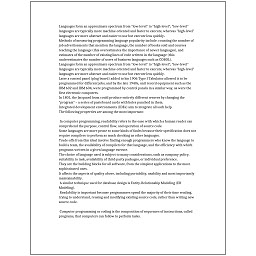 Languages form an approximate spectrum from "low-level" to "high-level"; "low-level"
languages are typically more machine-oriented and faster to execute, whereas "high-level"
languages are more abstract and easier to use but execute less quickly.
Methods of measuring programming language popularity include: counting the number of
job advertisements that mention the language, the number of books sold and courses
teaching the language (this overestimates the importance of newer languages), and
estimates of the number of existing lines of code written in the language (this
underestimates the number of users of business languages such as COBOL).
Languages form an approximate spectrum from "low-level" to "high-level"; "low-level"
languages are typically more machine-oriented and faster to execute, whereas "high-level"
languages are more abstract and easier to use but execute less quickly.
Later a control panel (plug board) added to his 1906 Type I Tabulator allowed it to be
programmed for different jobs, and by the late 1940s, unit record equipment such as the
IBM 602 and IBM 604, were programmed by control panels in a similar way, as were the
first electronic computers.
In 1801, the Jacquard loom could produce entirely different weaves by changing the
"program" – a series of pasteboard cards with holes punched in them.
Integrated development environments (IDEs) aim to integrate all such help.
The following properties are among the most important:

In computer programming, readability refers to the ease with which a human reader can
comprehend the purpose, control flow, and operation of source code.
Some languages are more prone to some kinds of faults because their specification does not
require compilers to perform as much checking as other languages.
Trade-offs from this ideal involve finding enough programmers who know the language to
build a team, the availability of compilers for that language, and the efficiency with which
programs written in a given language execute.
The choice of language used is subject to many considerations, such as company policy,
suitability to task, availability of third-party packages, or individual preference.
They are the building blocks for all software, from the simplest applications to the most
sophisticated ones.
It affects the aspects of quality above, including portability, usability and most importantly
maintainability.
A similar technique used for database design is Entity-Relationship Modeling (ER
Modeling).
Readability is important because programmers spend the majority of their time reading,
trying to understand, reusing and modifying existing source code, rather than writing new
source code.

Computer programming or coding is the composition of sequences of instructions, called
programs, that computers can follow to perform tasks.